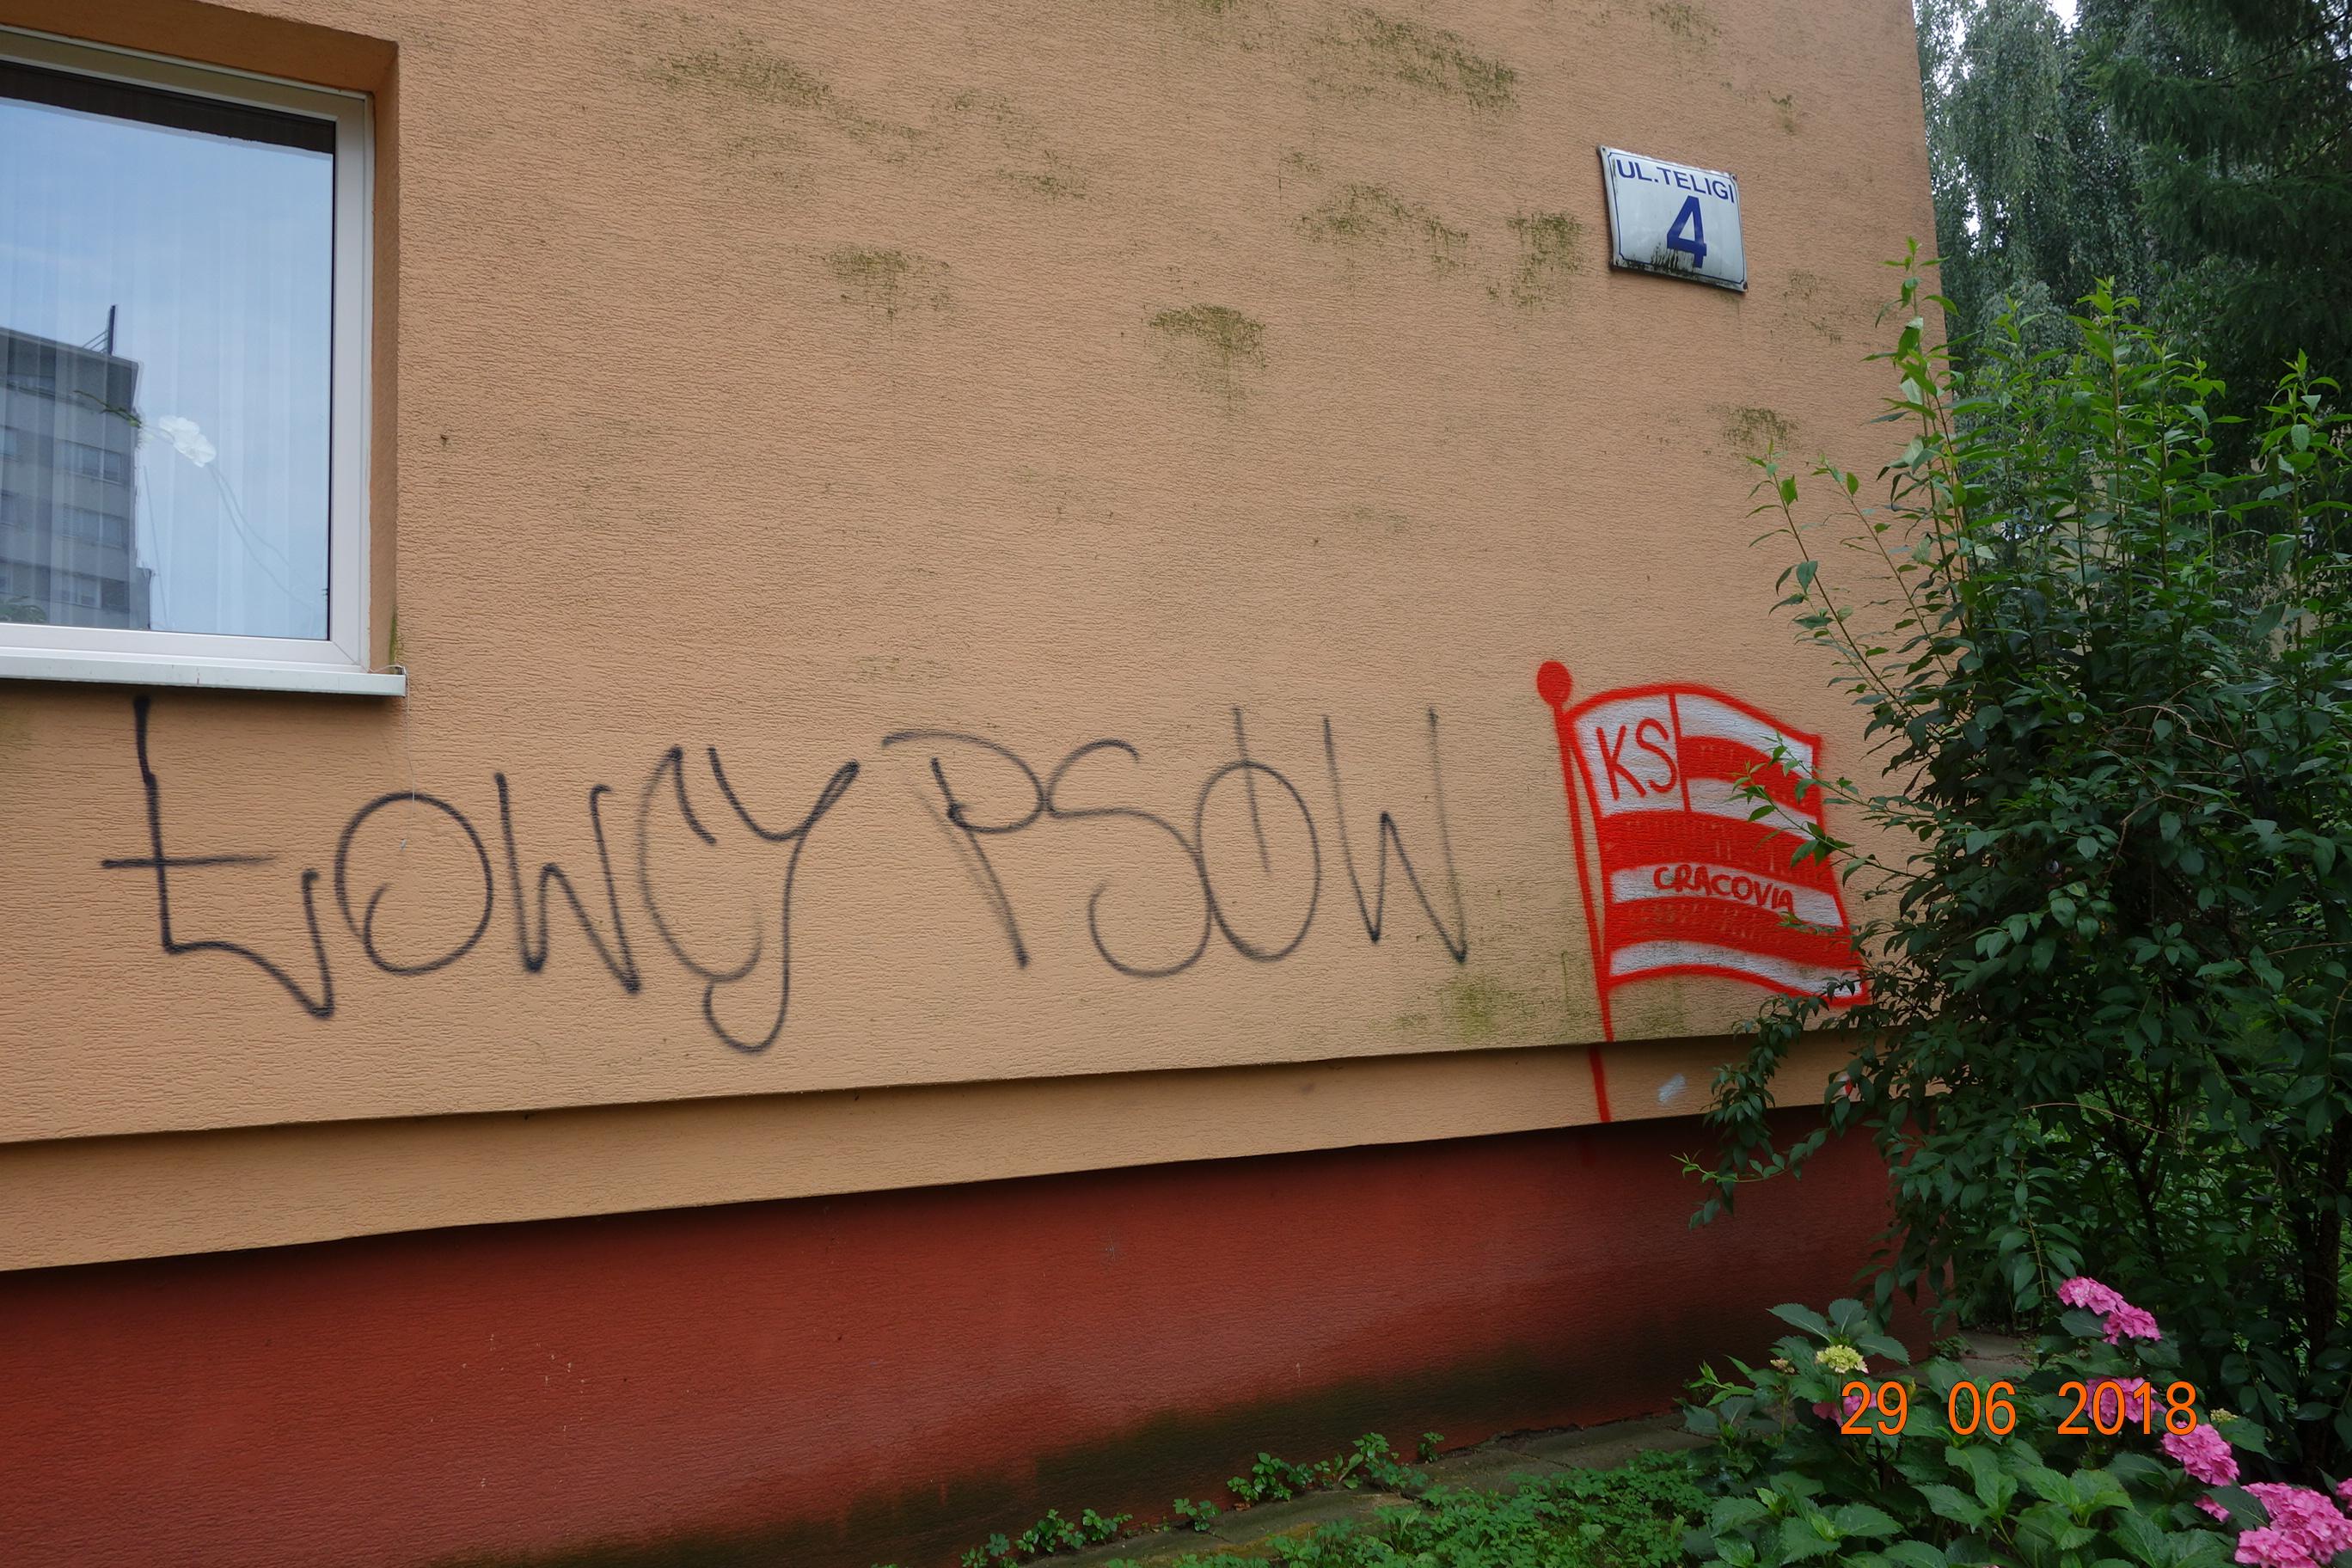 UL.TELIGI
4
ŁOWCY PSÓW
KS
CRACOVIA
29 06 2018